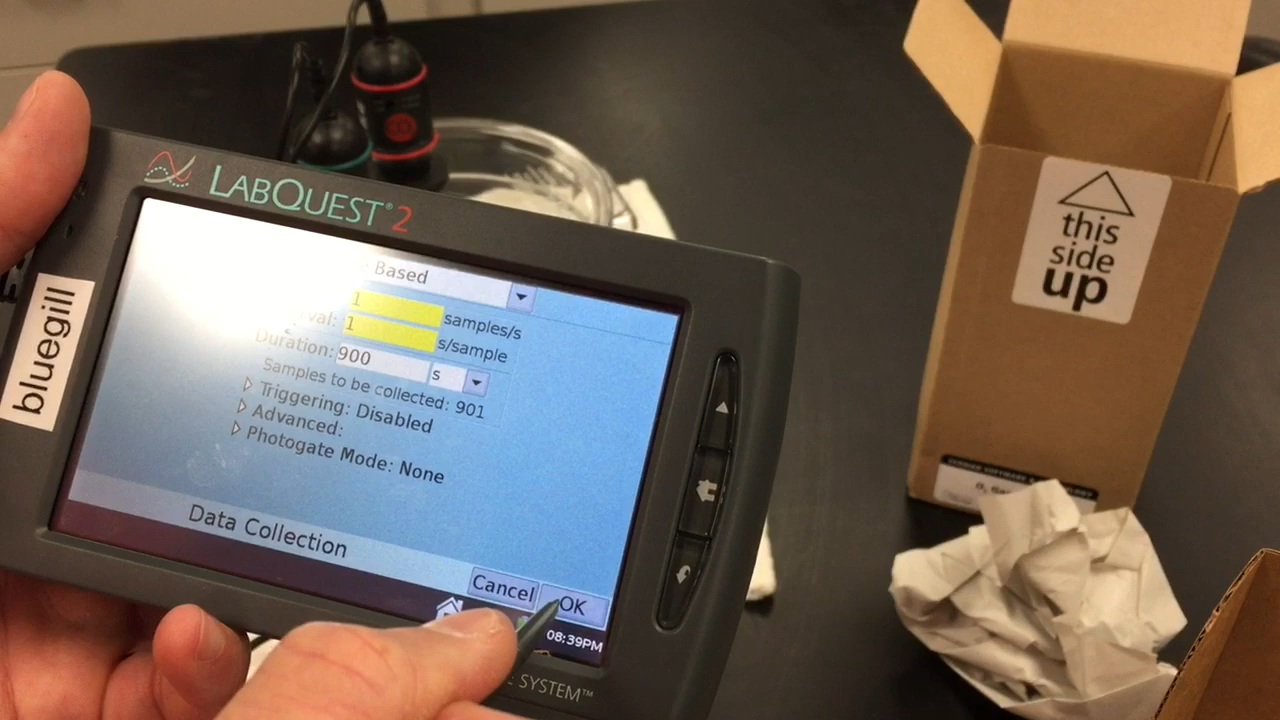 LABQUEST® 2
bluegill
Based
1 samples/s
val: 1 s/sample
Duration: 900 s
Samples to be collected: 901
Triggering: Disabled
Advanced:
Photogate Mode: None
Data Collection
Cancel OK
08:39PM
SYSTEM™
this
side
up